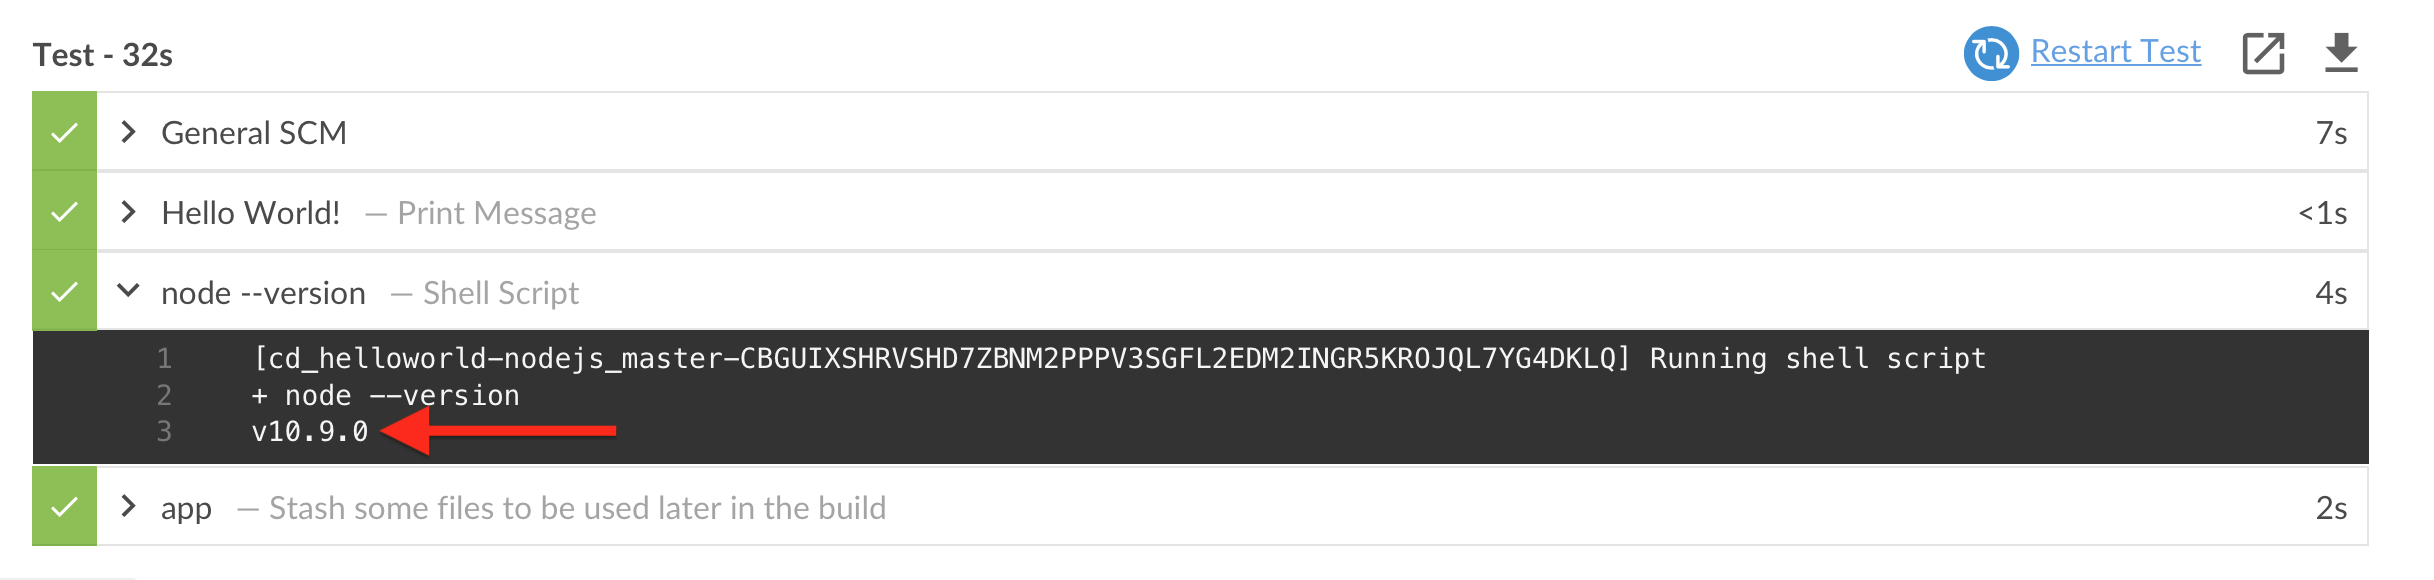 Test - 32s
Restart Test
General SCM 7s
Hello World! — Print Message <1s
node --version — Shell Script 4s
1 [cd_helloworld-nodejs_master-CBGUIXSHRVSHD7ZBNM2PPPV3SGFL2EDM2INGR5KROJQL7YG4DKLQ] Running shell script
2 + node --version
3 v10.9.0
app — Stash some files to be used later in the build 2s